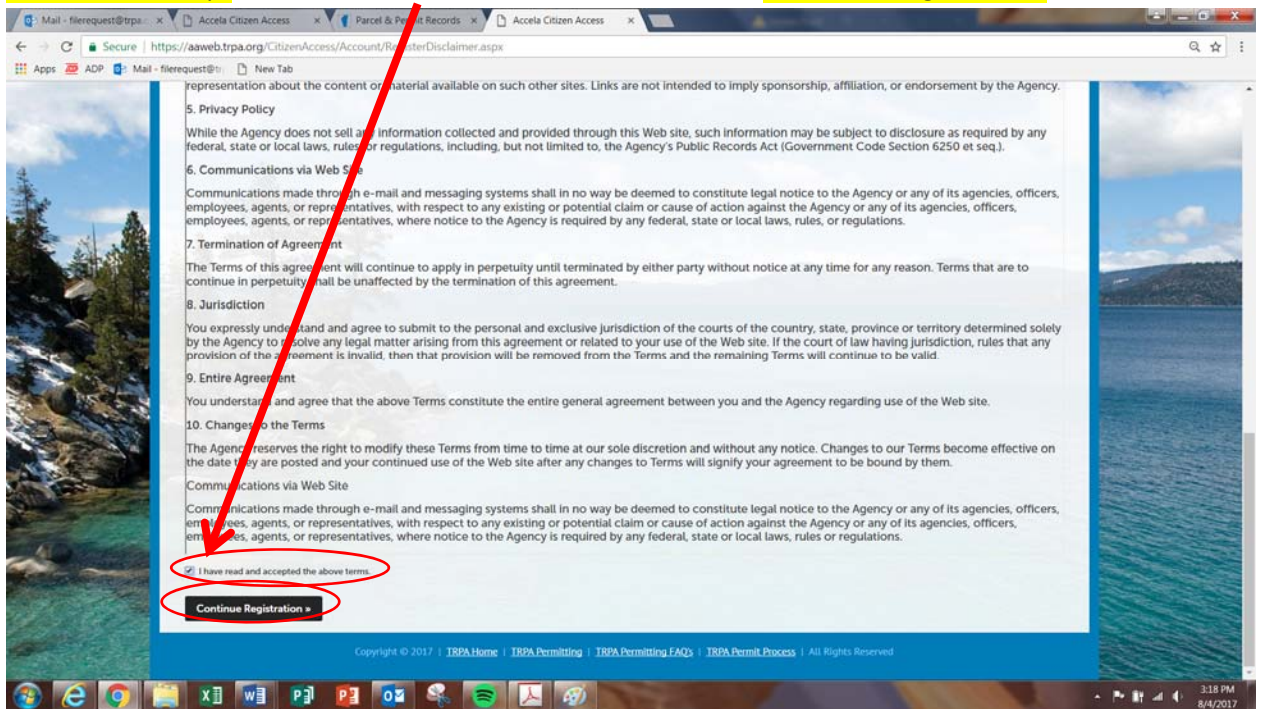 Mail - filerequest@trpa.
Accela Citizen Access
Parcel & Permit Records
Accela Citizen Access
Secure | https://aaweb.trpa.org/CitizenAccess/Account/RegisterDisclaimer.aspx
Apps ADP Mail - filerequest@tr New Tab
representation about the content or material available on such other sites. Links are not intended to imply sponsorship, affiliation, or endorsement by the Agency.
5. Privacy Policy
While the Agency does not sell any information collected and provided through this Web site, such information may be subject to disclosure as required by any
federal, state or local laws, rules or regulations, including, but not limited to, the Agency's Public Records Act (Government Code Section 6250 et seq.).
6. Communications via Web Site
Communications made through e-mail and messaging systems shall in no way be deemed to constitute legal notice to the Agency or any of its agencies, officers,
employees, agents, or representatives, with respect to any existing or potential claim or cause of action against the Agency or any of its agencies, officers,
employees, agents, or representatives, where notice to the Agency is required by any federal, state or local laws, rules, or regulations.
7. Termination of Agreement
The Terms of this agreement will continue to apply in perpetuity until terminated by either party without notice at any time for any reason. Terms that are to
continue in perpetuity shall be unaffected by the termination of this agreement.
8. Jurisdiction
You expressly understand and agree to submit to the personal and exclusive jurisdiction of the courts of the country, state, province or territory determined solely
by the Agency to resolve any legal matter arising from this agreement or related to your use of the Web site. If the court of law having jurisdiction, rules that any
provision of the agreement is invalid, then that provision will be removed from the Terms and the remaining Terms will continue to be valid.
9. Entire Agreement
You understand and agree that the above Terms constitute the entire general agreement between you and the Agency regarding use of the Web site.
10. Changes to the Terms
The Agency reserves the right to modify these Terms from time to time at our sole discretion and without any notice. Changes to our Terms become effective on
the date they are posted and your continued use of the Web site after any changes to Terms will signify your agreement to be bound by them.
Communications via Web Site
Communications made through e-mail and messaging systems shall in no way be deemed to constitute legal notice to the Agency or any of its agencies, officers,
employees, agents, or representatives, with respect to any existing or potential claim or cause of action against the Agency or any of its agencies, officers,
employees, agents, or representatives, where notice to the Agency is required by any federal, state or local laws, rules or regulations.
I have read and accepted the above terms.
Continue Registration »
Copyright © 2017 | TRPA Home | TRPA Permitting | TRPA Permitting FAQ's | TRPA Permit Process | All Rights Reserved
3:18 PM
8/4/2017